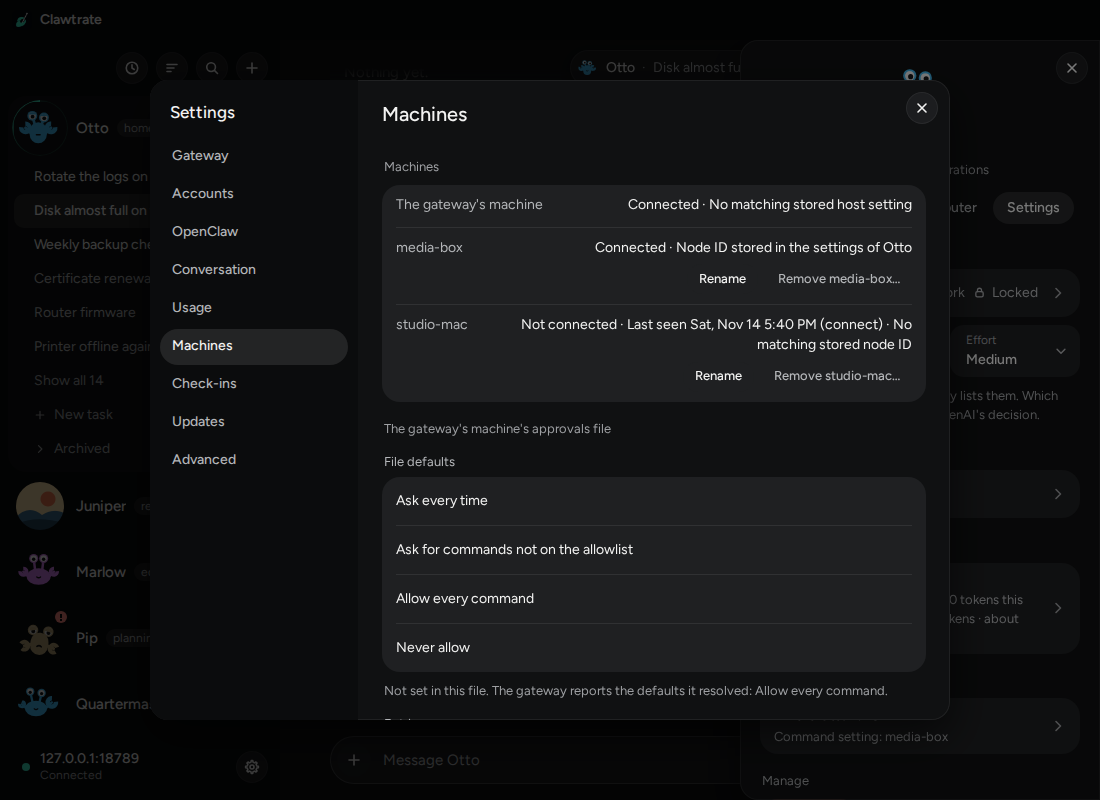 Clawtrate
Nothing yet
Otto · Disk almost fu
Settings
Machines
Otto
hom
Gateway
Accounts
OpenClaw
Conversation
Usage
Machines
Check-ins
Updates
Advanced
Machines
The gateway's machine
Connected · No matching stored host setting
media-box
Connected · Node ID stored in the settings of Otto
Rename
Remove media-box...
studio-mac
Not connected · Last seen Sat, Nov 14 5:40 PM (connect) · No
matching stored node ID
Rename
Remove studio-mac...
The gateway's machine's approvals file
File defaults
Ask every time
Ask for commands not on the allowlist
Allow every command
Never allow
Not set in this file. The gateway reports the defaults it resolved: Allow every command.
Rotate the logs on
Disk almost full on
Weekly backup che
Certificate renewa
Router firmware
Printer offline again
Show all 14
New task
Archived
Juniper
re
Marlow
Pip
planning
Quarterma
127.0.0.1:18789
Connected
Message Otto
rations
uter
Settings
ork
Locked
Effort
Medium
y lists them. Which
enAI's decision.
0 tokens this
kens · about
Command setting: media-box
Manage